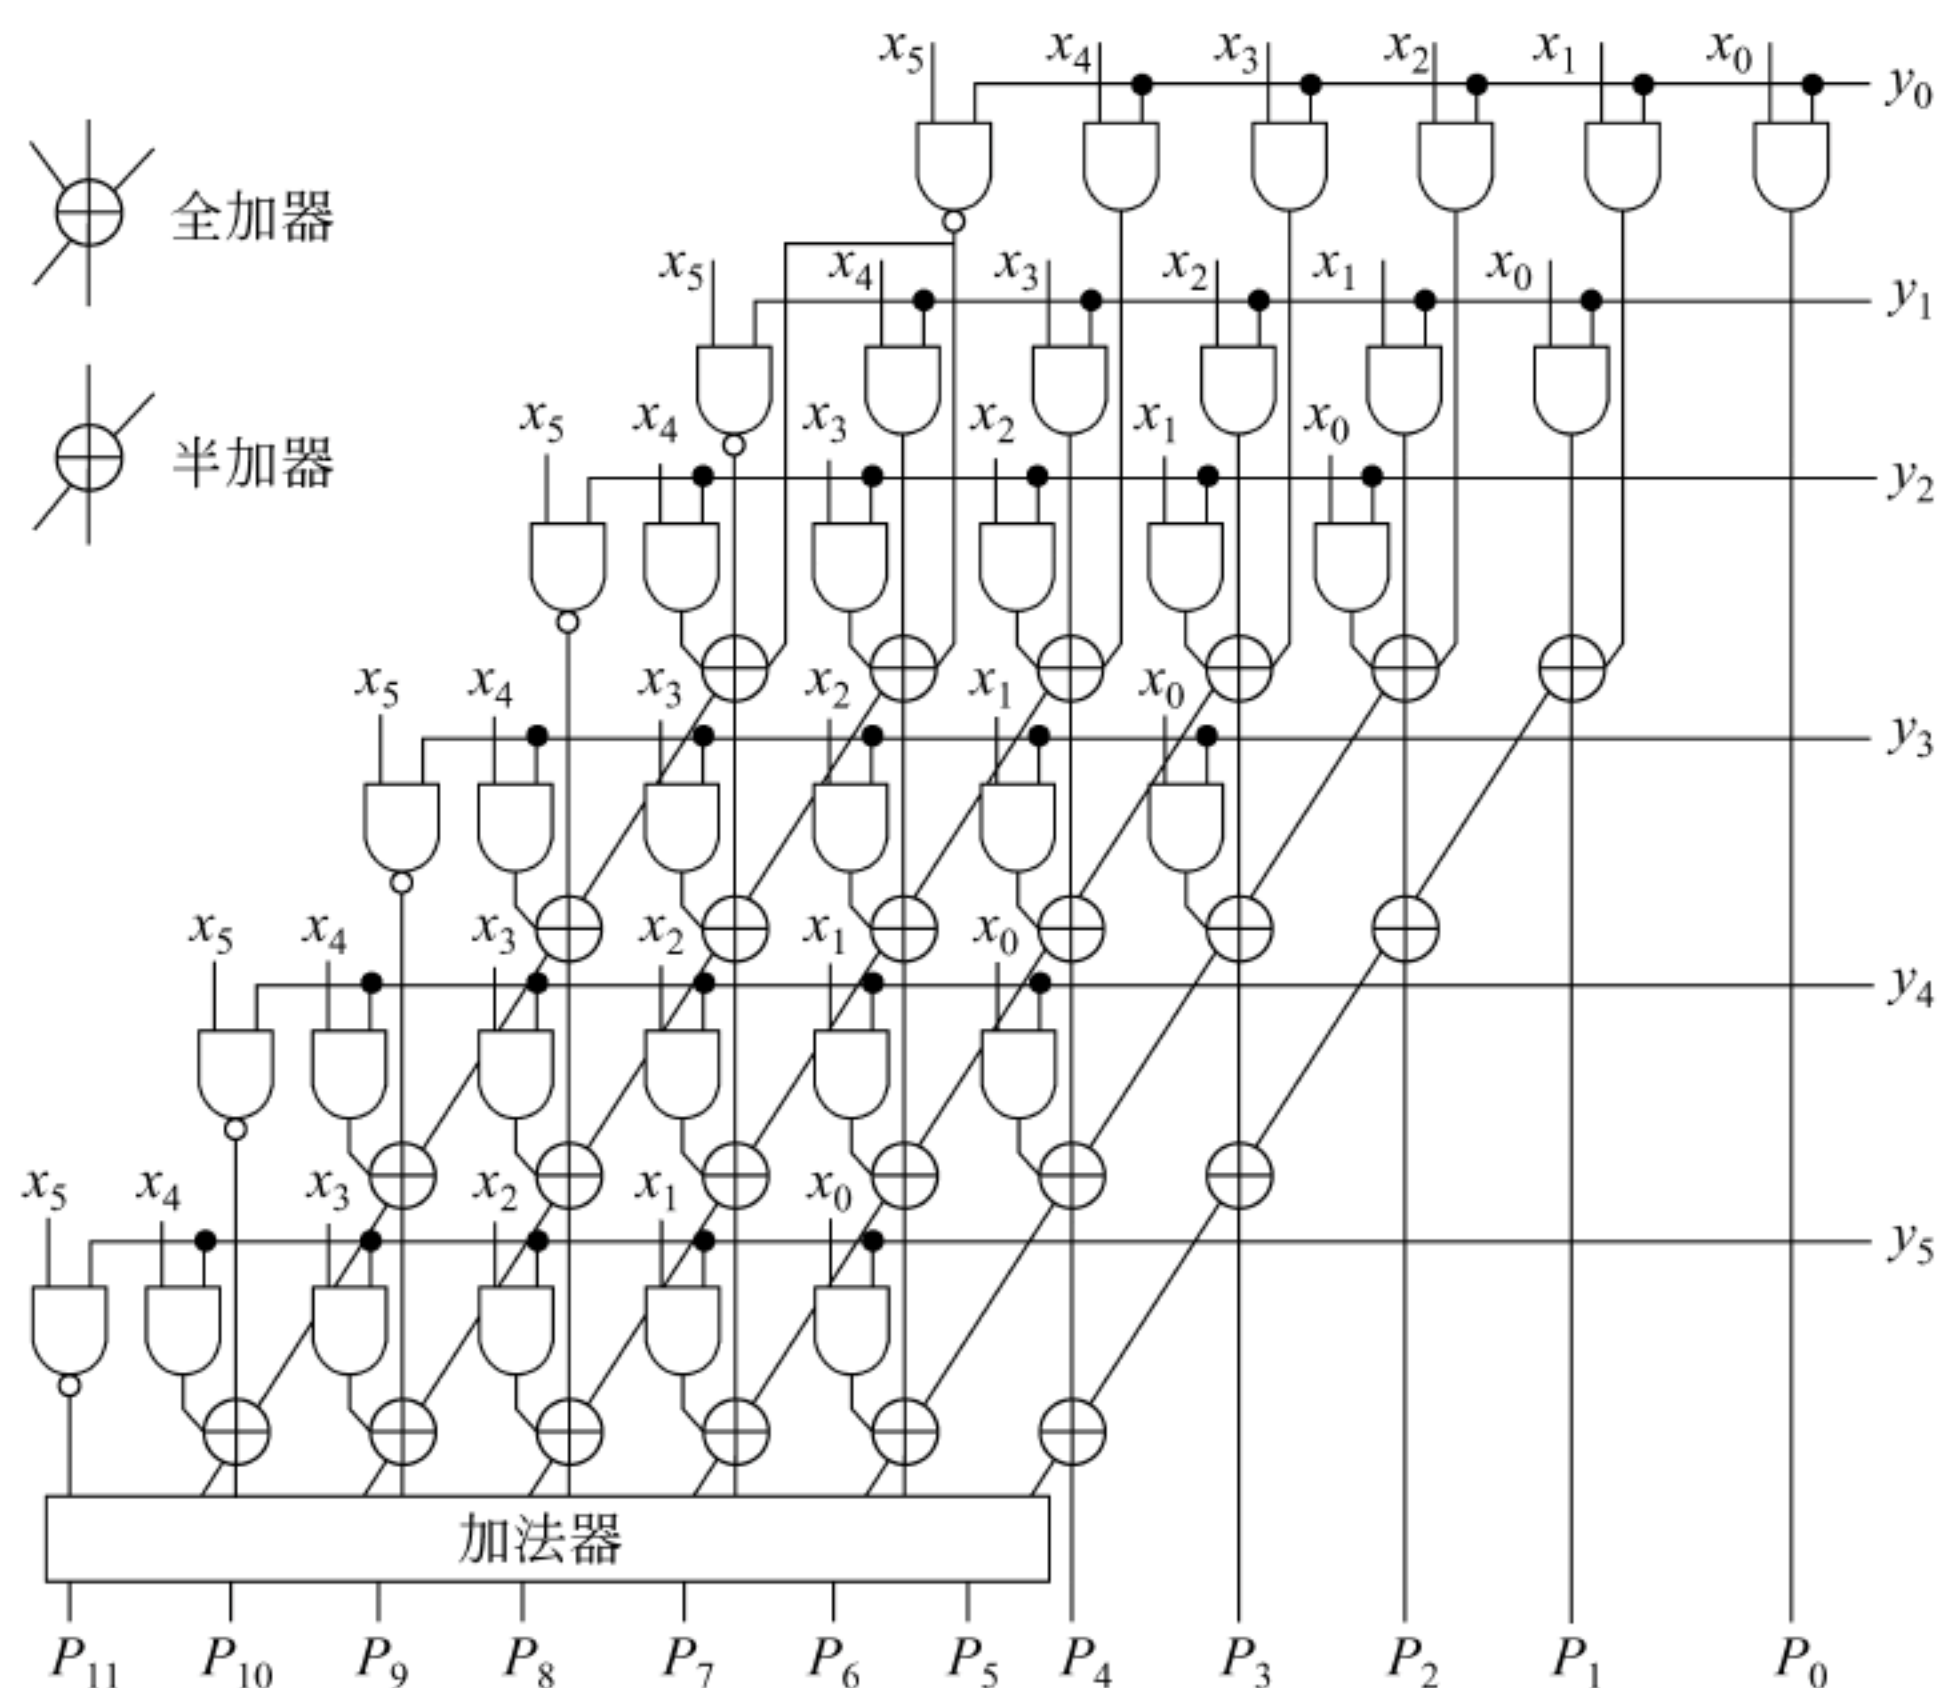 x₅ x₄ x₃ x₂ x₁ x₀ y₀
全加器
x₅ x₄ x₃ x₂ x₁ x₀ y₁
半加器
x₅ x₄ x₃ x₂ x₁ x₀ y₂
x₅ x₄ x₃ x₂ x₁ x₀ y₃
x₅ x₄ x₃ x₂ x₁ x₀ y₄
x₅ x₄ x₃ x₂ x₁ x₀ y₅
加法器
P₁₁ P₁₀ P₉ P₈ P₇ P₆ P₅ P₄ P₃ P₂ P₁ P₀